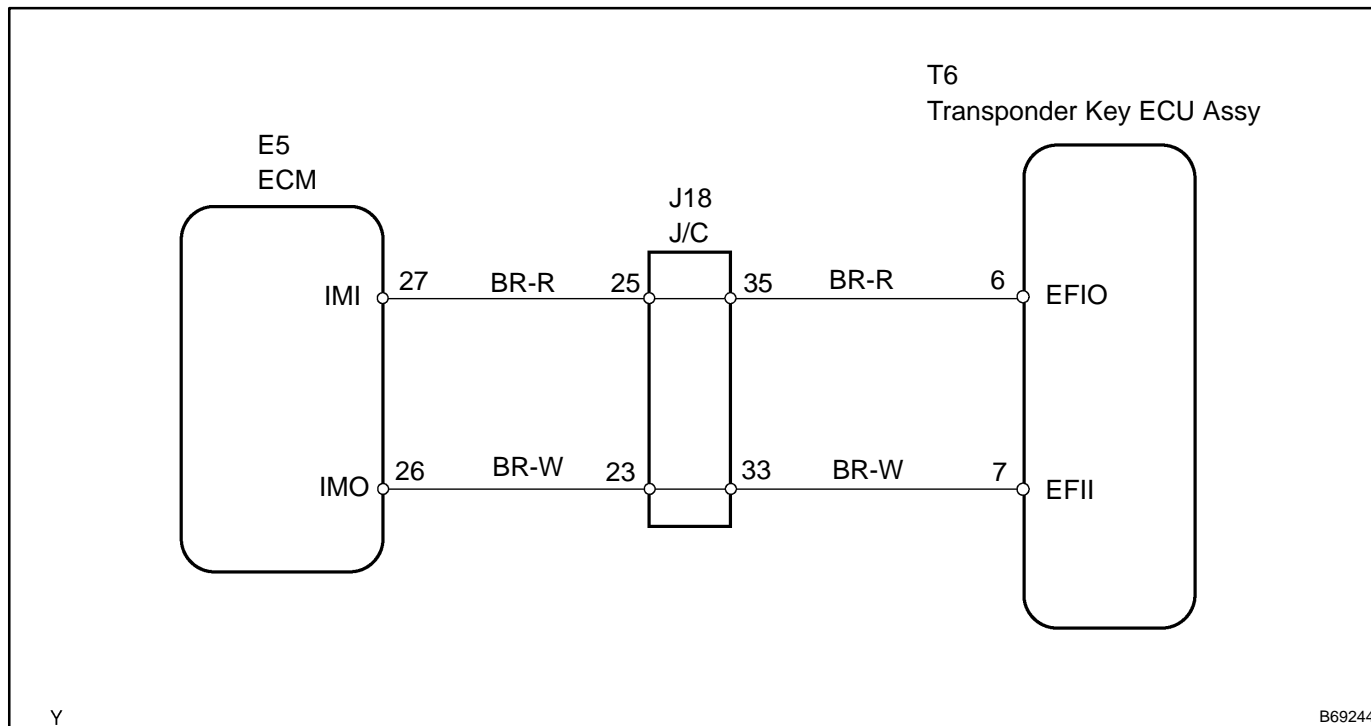 T6
Transponder Key ECU Assy
E5
ECM
J18
J/C
IMI 27 BR-R 25 35 BR-R 6 EFIO
IMO 26 BR-W 23 33 BR-W 7 EFII
Y B69244